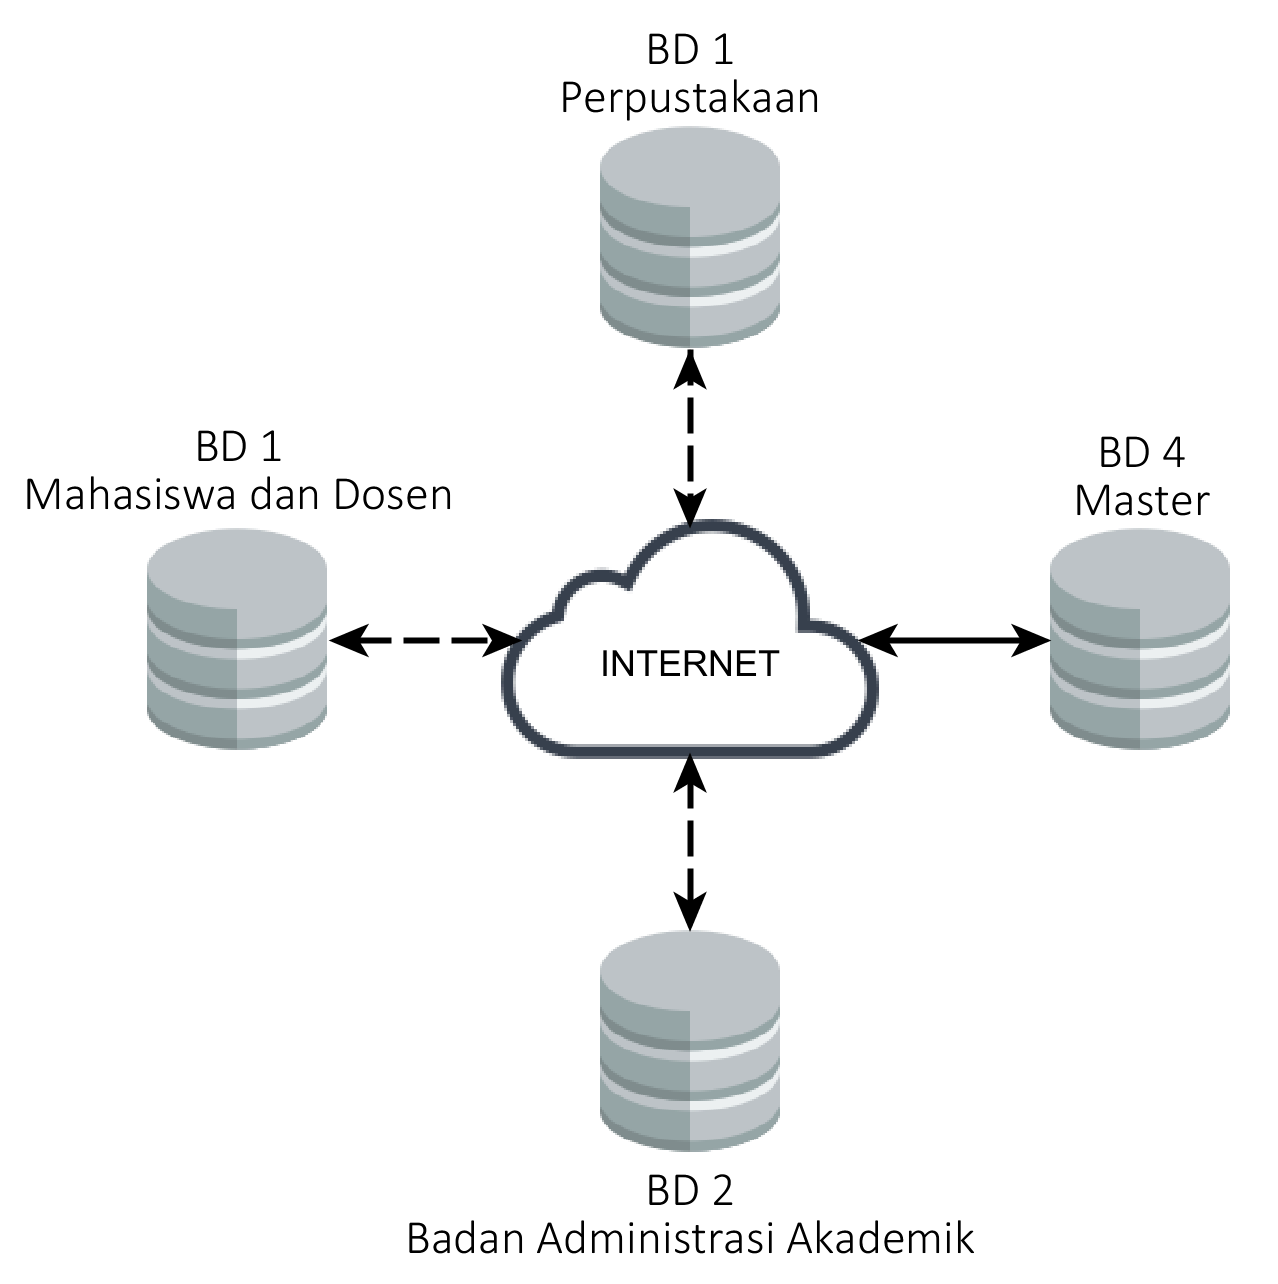 BD 1
Perpustakaan
BD 1
Mahasiswa dan Dosen
BD 4
Master
INTERNET
BD 2
Badan Administrasi Akademik